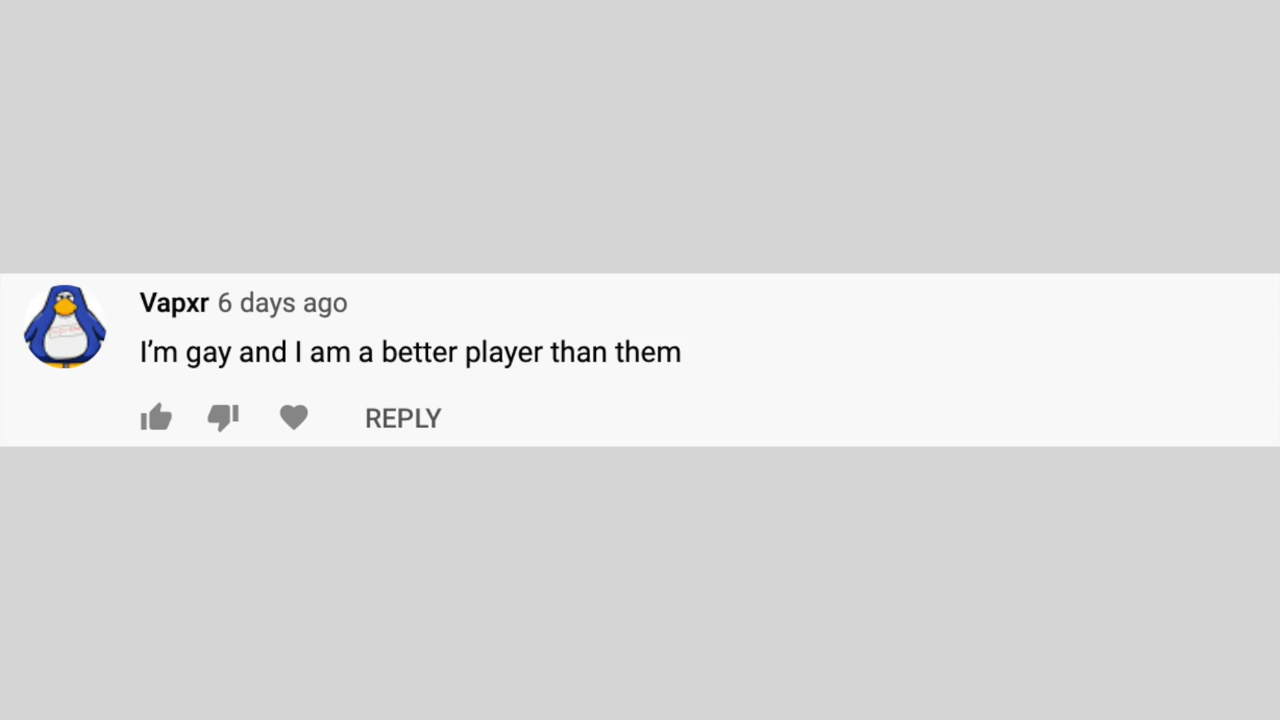 Vapxr 6 days ago
I’m gay and I am a better player than them
REPLY